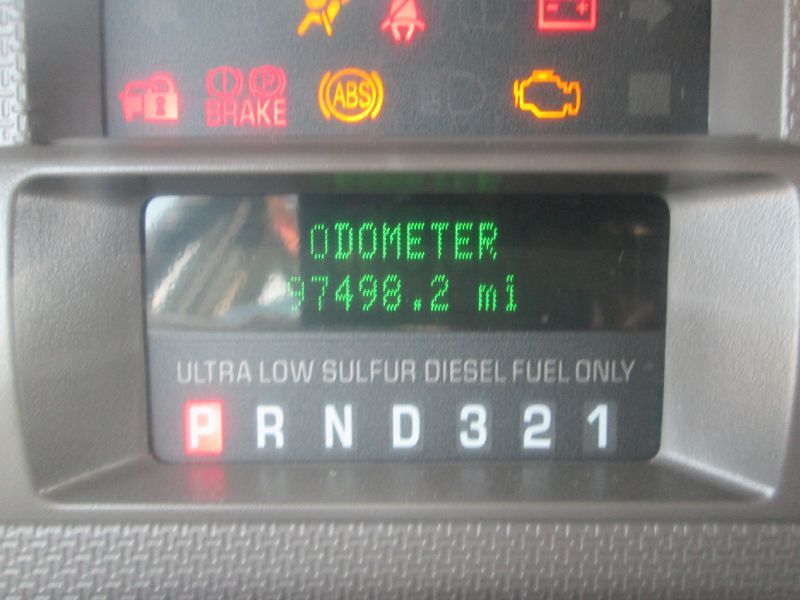 BRAKE ABS
ODOMETER
97498.2 mi
ULTRA LOW SULFUR DIESEL FUEL ONLY
P R N D 3 2 1